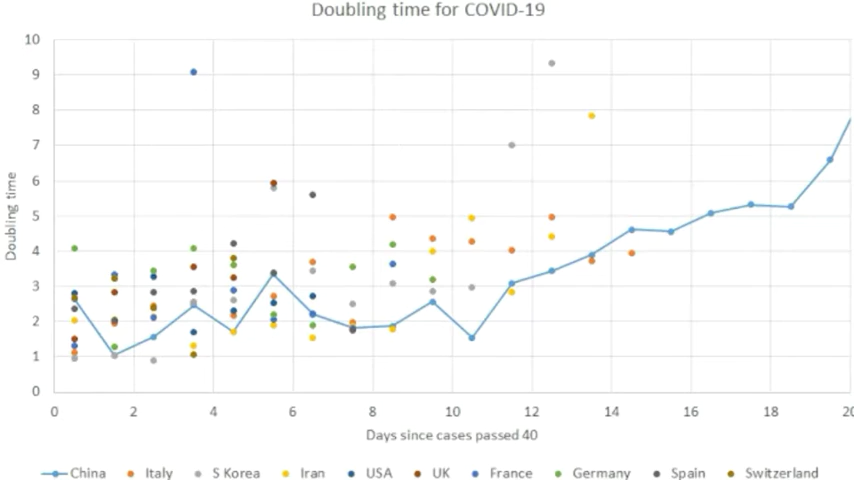 Doubling time for COVID-19
10
9
8
7
6
5
4
3
2
1
0
Doubling time
0 2 4 6 8 10 12 14 16 18 20
Days since cases passed 40
China Italy S Korea Iran USA UK France Germany Spain Switzerland